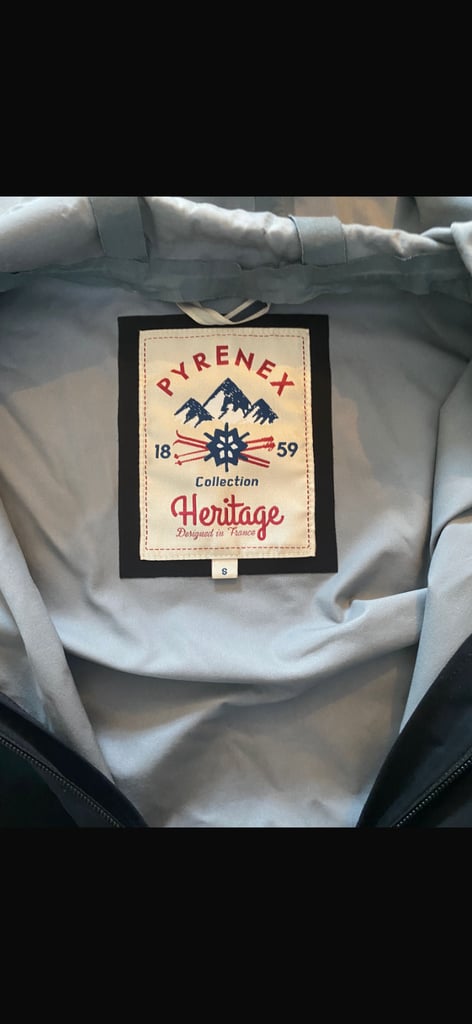 PYRENEX
18 59
Collection
Heritage
Designed in France
S